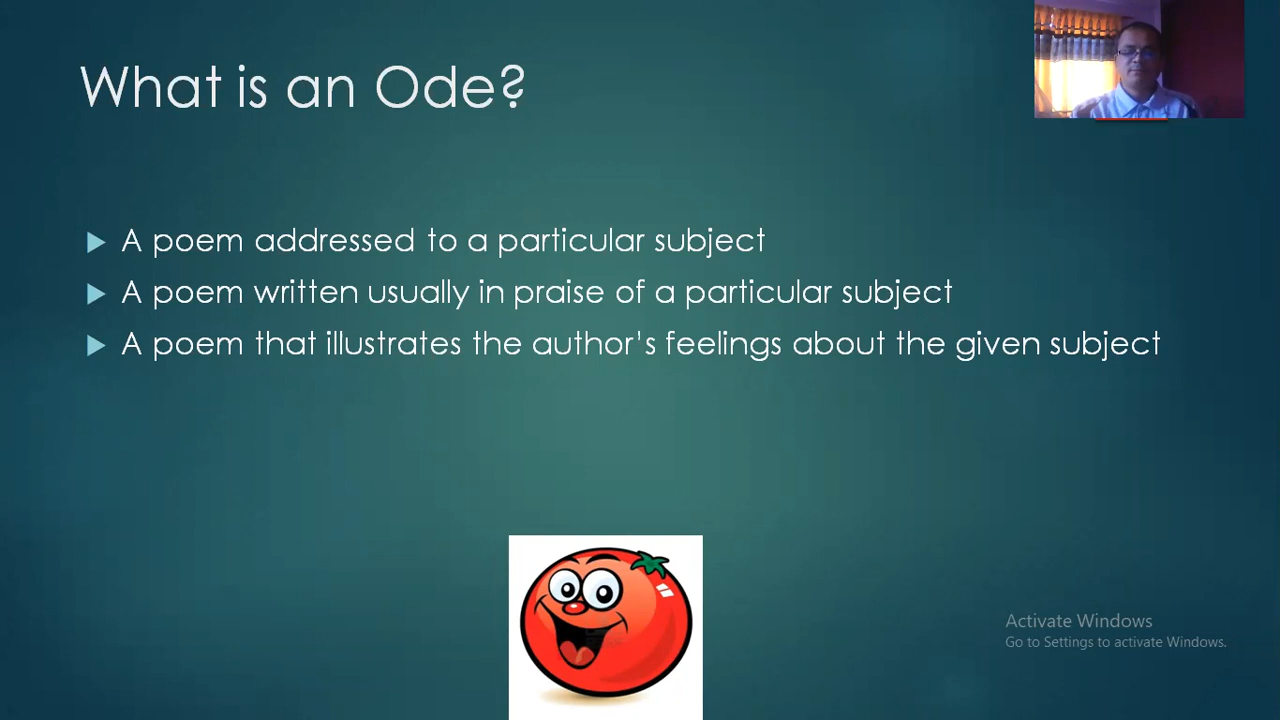 What is an Ode?
A poem addressed to a particular subject
A poem written usually in praise of a particular subject
A poem that illustrates the author's feelings about the given subject
Activate Windows
Go to Settings to activate Windows.